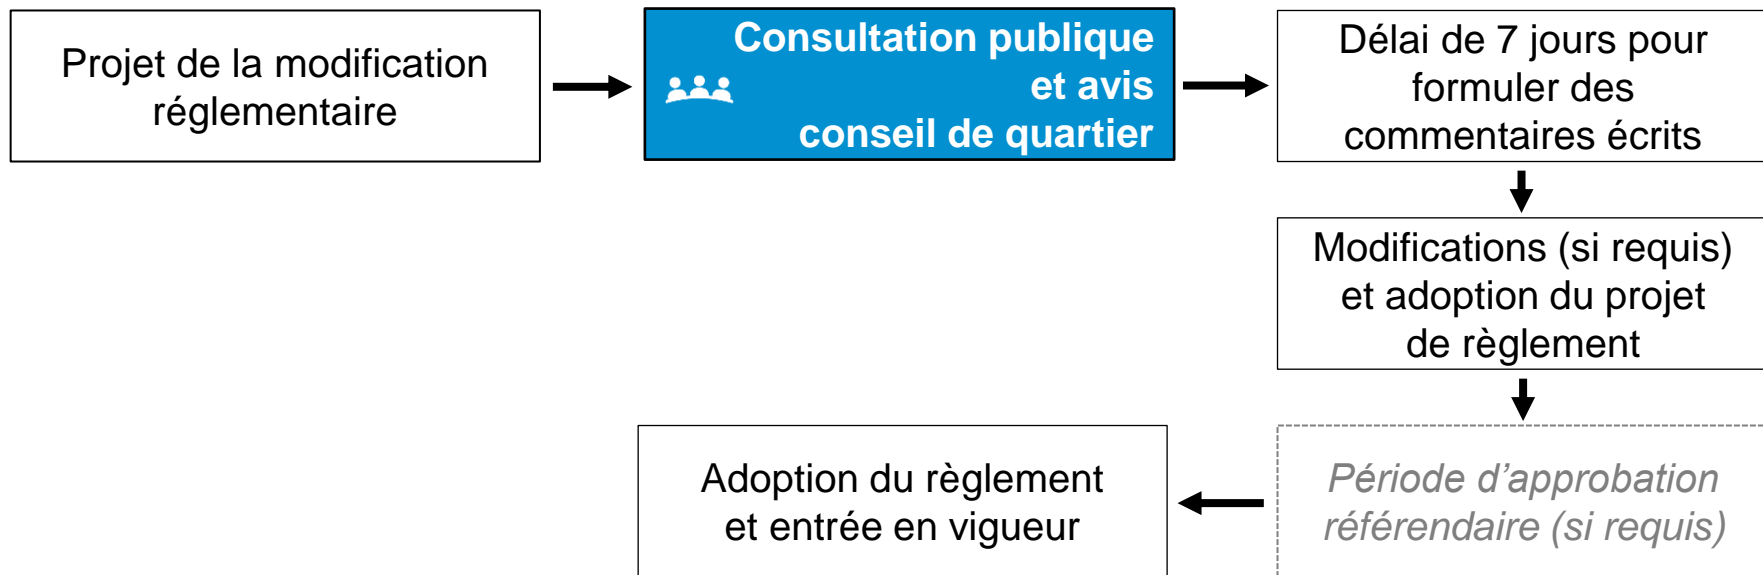 Projet de la modification
réglementaire
Consultation publique
et avis
conseil de quartier
Délai de 7 jours pour
formuler des
commentaires écrits
Modifications (si requis)
et adoption du projet
de règlement
Période d’approbation
référendaire (si requis)
Adoption du règlement
et entrée en vigueur